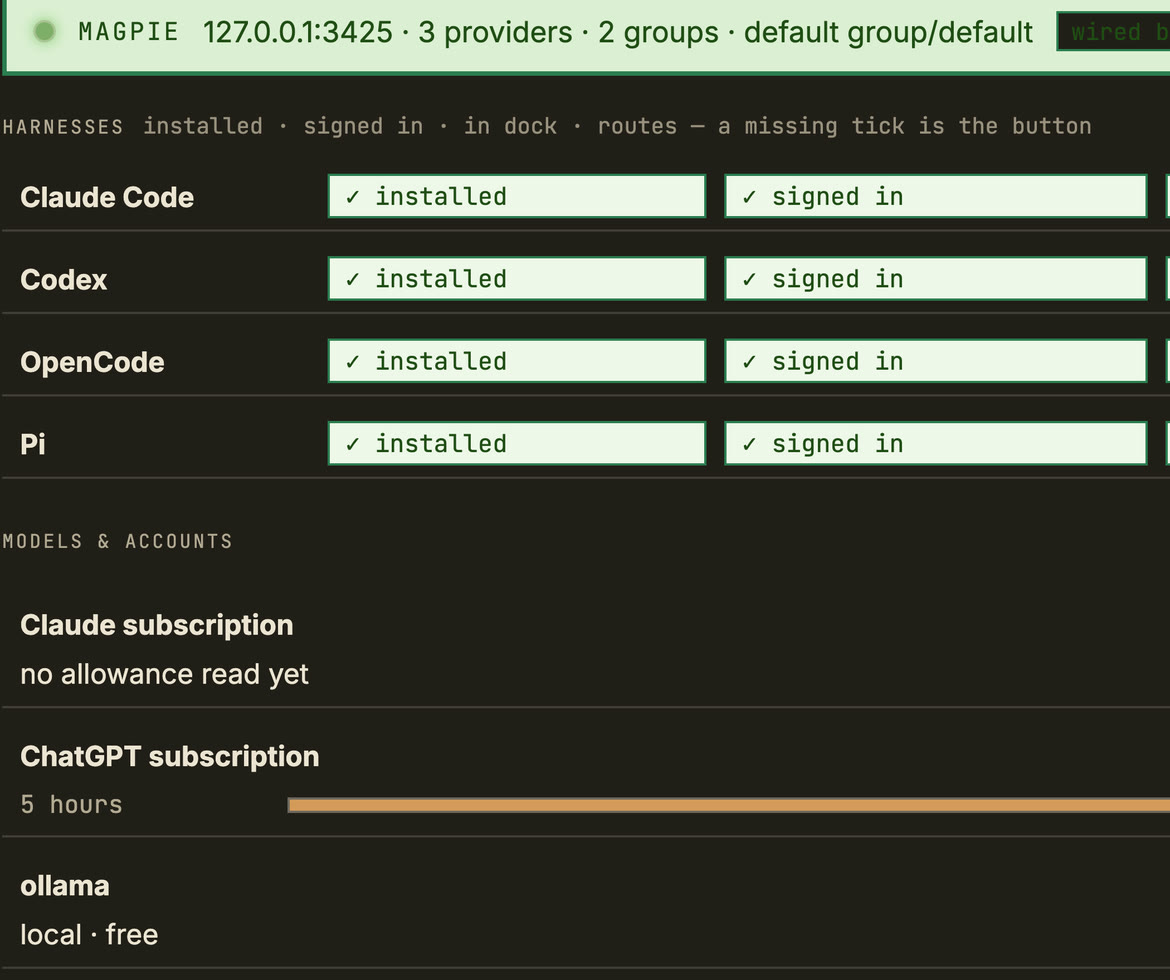 MAGPIE 127.0.0.1:3425 · 3 providers · 2 groups · default group/default wired
HARNESSES installed · signed in · in dock · routes — a missing tick is the button
Claude Code ✓ installed ✓ signed in
Codex ✓ installed ✓ signed in
OpenCode ✓ installed ✓ signed in
Pi ✓ installed ✓ signed in
MODELS & ACCOUNTS
Claude subscription
no allowance read yet
ChatGPT subscription
5 hours
ollama
local · free